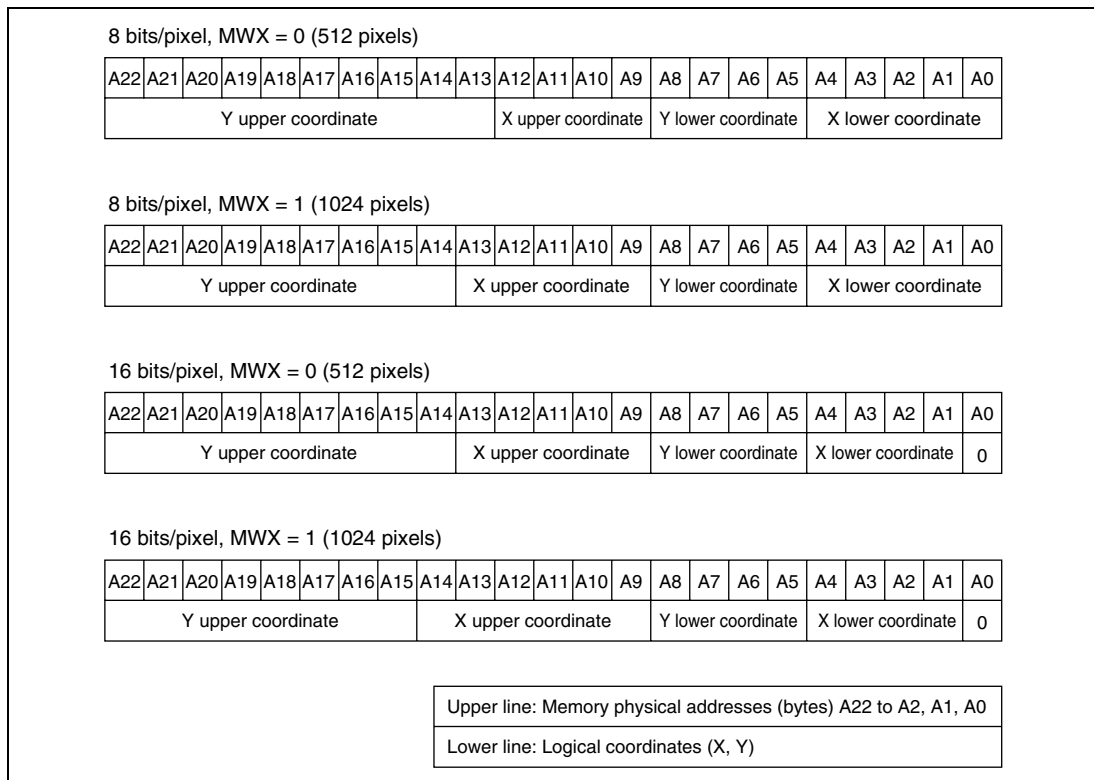 8 bits/pixel, MWX = 0 (512 pixels)
A22 A21 A20 A19 A18 A17 A16 A15 A14 A13 A12 A11 A10 A9 A8 A7 A6 A5 A4 A3 A2 A1 A0
Y upper coordinate X upper coordinate Y lower coordinate X lower coordinate
8 bits/pixel, MWX = 1 (1024 pixels)
A22 A21 A20 A19 A18 A17 A16 A15 A14 A13 A12 A11 A10 A9 A8 A7 A6 A5 A4 A3 A2 A1 A0
Y upper coordinate X upper coordinate Y lower coordinate X lower coordinate
16 bits/pixel, MWX = 0 (512 pixels)
A22 A21 A20 A19 A18 A17 A16 A15 A14 A13 A12 A11 A10 A9 A8 A7 A6 A5 A4 A3 A2 A1 A0
Y upper coordinate X upper coordinate Y lower coordinate X lower coordinate 0
16 bits/pixel, MWX = 1 (1024 pixels)
A22 A21 A20 A19 A18 A17 A16 A15 A14 A13 A12 A11 A10 A9 A8 A7 A6 A5 A4 A3 A2 A1 A0
Y upper coordinate X upper coordinate Y lower coordinate X lower coordinate 0
Upper line: Memory physical addresses (bytes) A22 to A2, A1, A0
Lower line: Logical coordinates (X, Y)